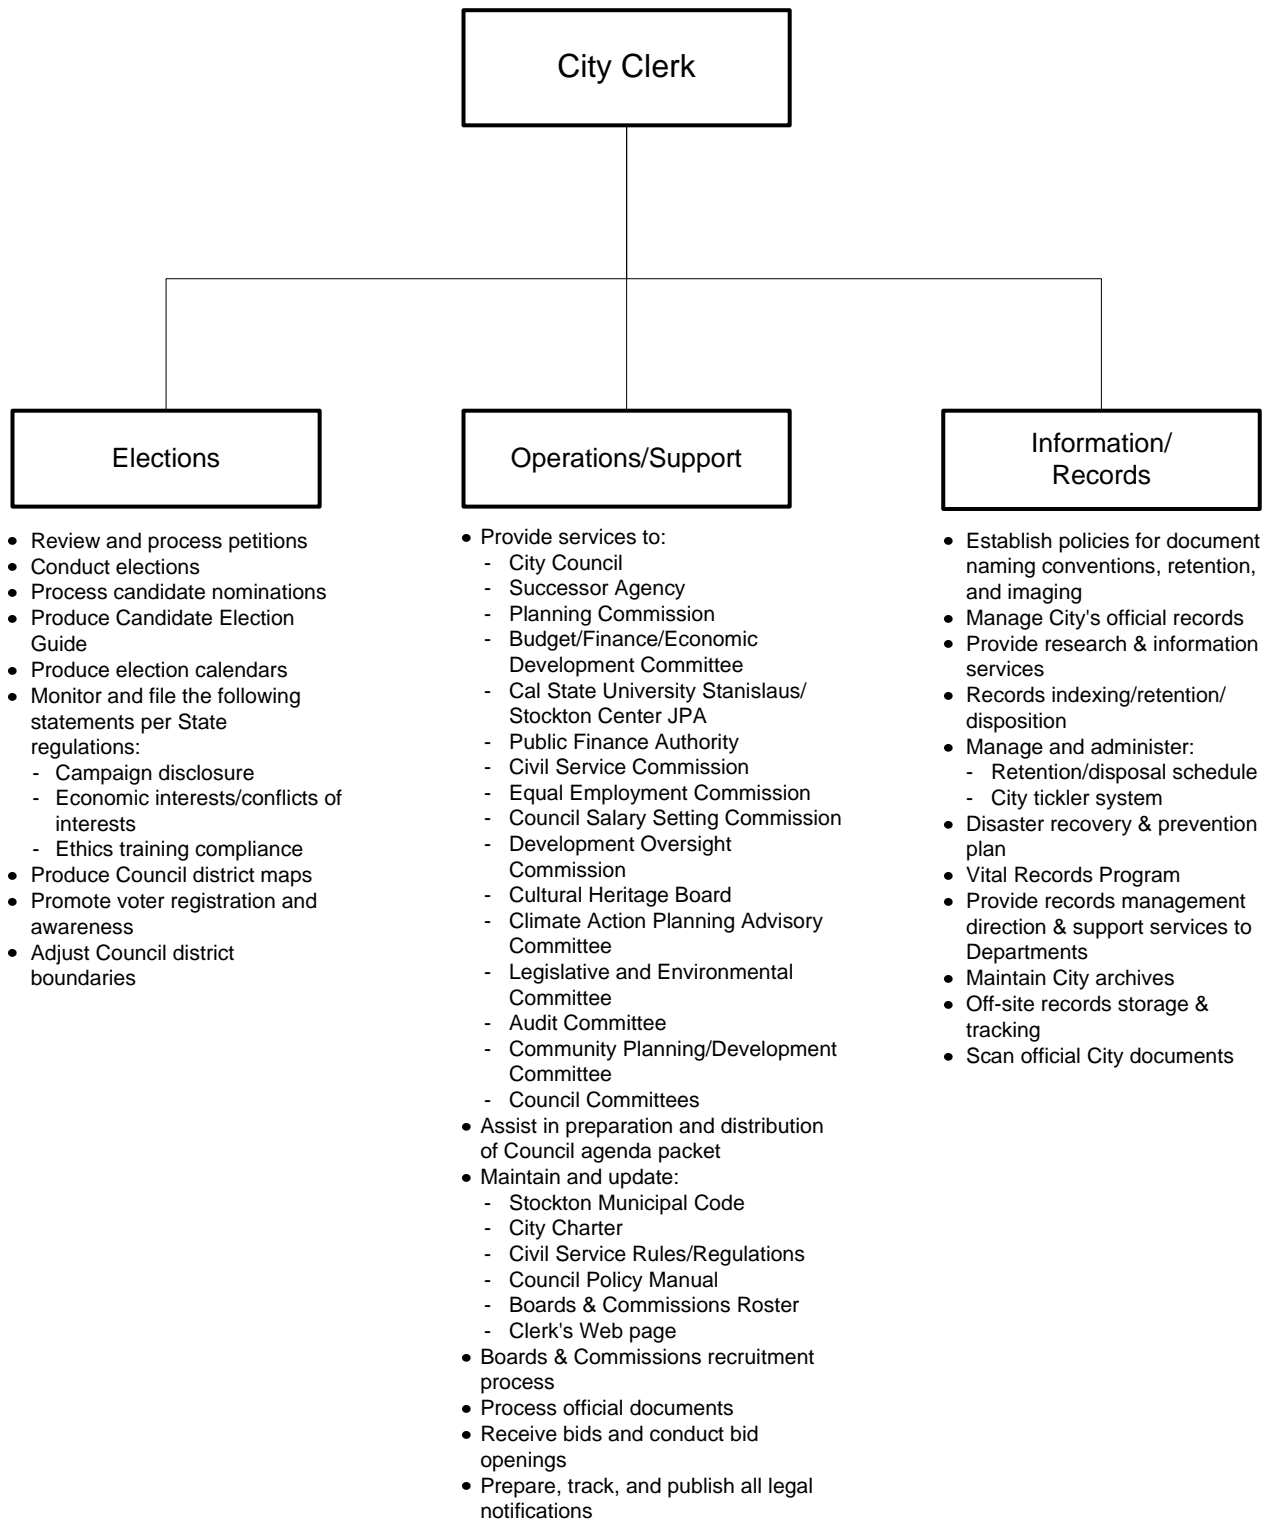 City Clerk
Elections
• Review and process petitions
• Conduct elections
• Process candidate nominations
• Produce Candidate Election
Guide
• Produce election calendars
• Monitor and file the following
statements per State
regulations:
- Campaign disclosure
- Economic interests/conflicts of
interests
- Ethics training compliance
• Produce Council district maps
• Promote voter registration and
awareness
• Adjust Council district
boundaries
Operations/Support
• Provide services to:
- City Council
- Successor Agency
- Planning Commission
- Budget/Finance/Economic
Development Committee
- Cal State University Stanislaus/
Stockton Center JPA
- Public Finance Authority
- Civil Service Commission
- Equal Employment Commission
- Council Salary Setting Commission
- Development Oversight
Commission
- Cultural Heritage Board
- Climate Action Planning Advisory
Committee
- Legislative and Environmental
Committee
- Audit Committee
- Community Planning/Development
Committee
- Council Committees
• Assist in preparation and distribution
of Council agenda packet
• Maintain and update:
- Stockton Municipal Code
- City Charter
- Civil Service Rules/Regulations
- Council Policy Manual
- Boards & Commissions Roster
- Clerk's Web page
• Boards & Commissions recruitment
process
• Process official documents
• Receive bids and conduct bid
openings
• Prepare, track, and publish all legal
notifications
Information/
Records
• Establish policies for document
naming conventions, retention,
and imaging
• Manage City's official records
• Provide research & information
services
• Records indexing/retention/
disposition
• Manage and administer:
- Retention/disposal schedule
- City tickler system
• Disaster recovery & prevention
plan
• Vital Records Program
• Provide records management
direction & support services to
Departments
• Maintain City archives
• Off-site records storage &
tracking
• Scan official City documents